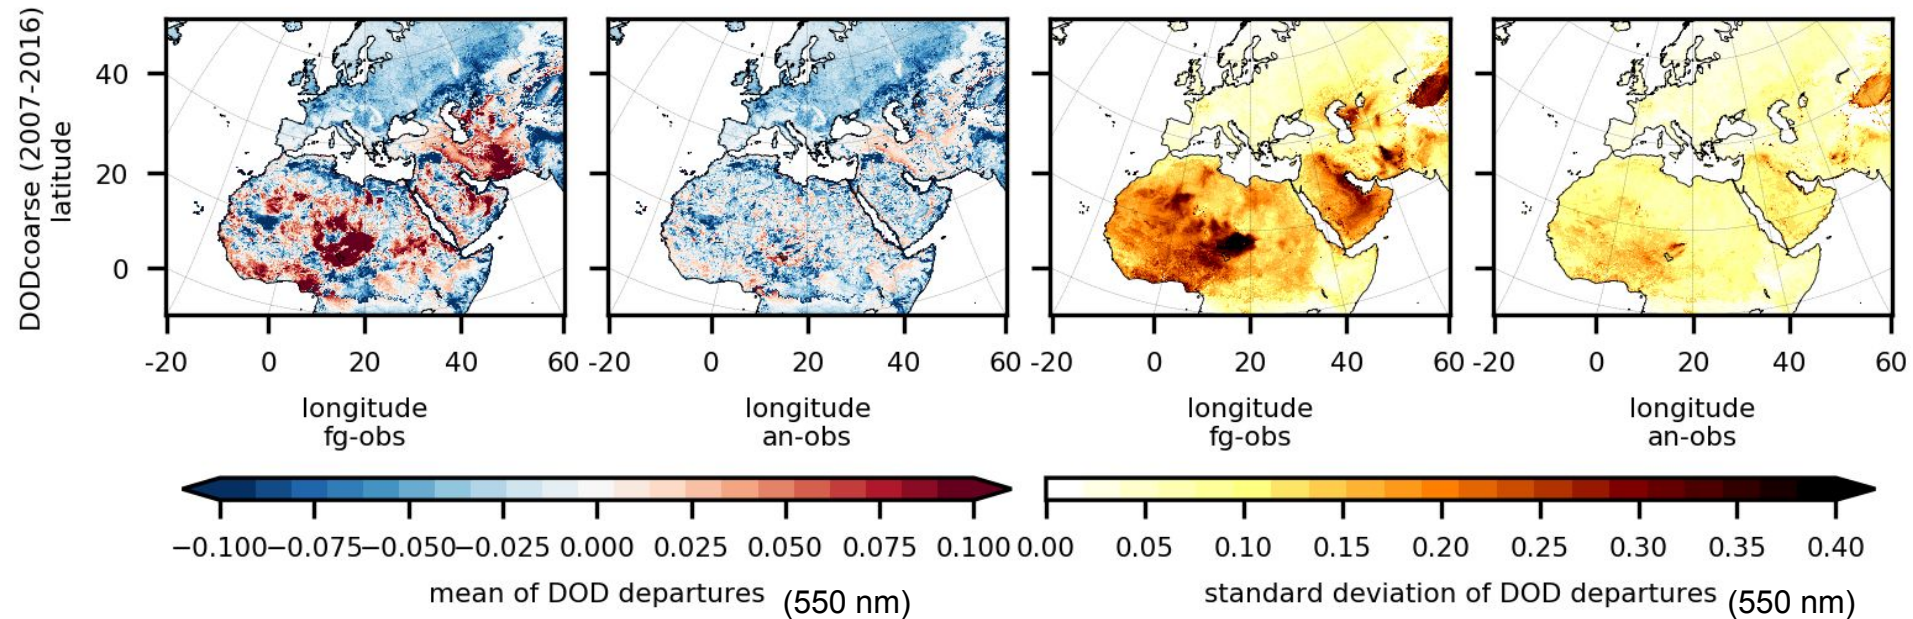 DODcoarse (2007-2016)
latitude
40
20
0
-20 0 20 40 60
-20 0 20 40 60
-20 0 20 40 60
-20 0 20 40 60
longitude
fg-obs
longitude
an-obs
longitude
fg-obs
longitude
an-obs
−0.100 −0.075 −0.050 −0.025 0.000 0.025 0.050 0.075 0.100
mean of DOD departures (550 nm)
0.00 0.05 0.10 0.15 0.20 0.25 0.30 0.35 0.40
standard deviation of DOD departures (550 nm)